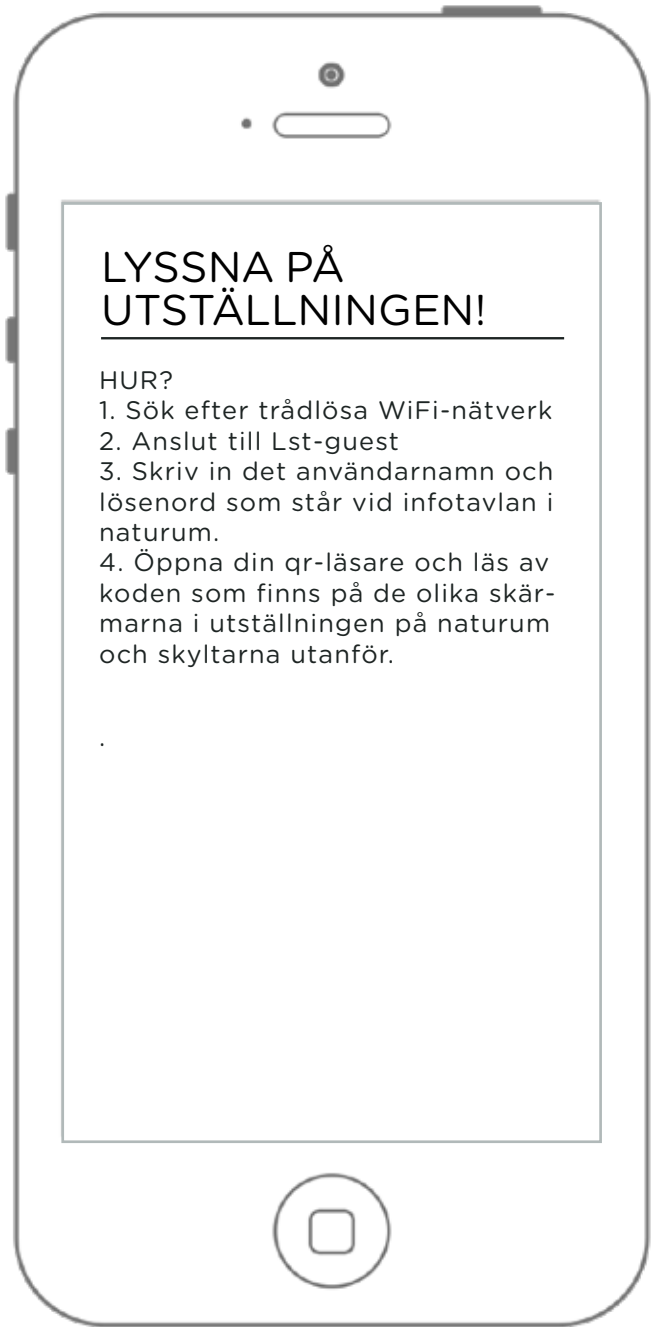 LYSSNA PÅ
UTSTÄLLNINGEN!
HUR?
1. Sök efter trådlösa WiFi-nätverk
2. Anslut till Lst-guest
3. Skriv in det användarnamn och
lösenord som står vid infotavlan i
naturum.
4. Öppna din qr-läsare och läs av
koden som finns på de olika skär-
marna i utställningen på naturum
och skyltarna utanför.
.